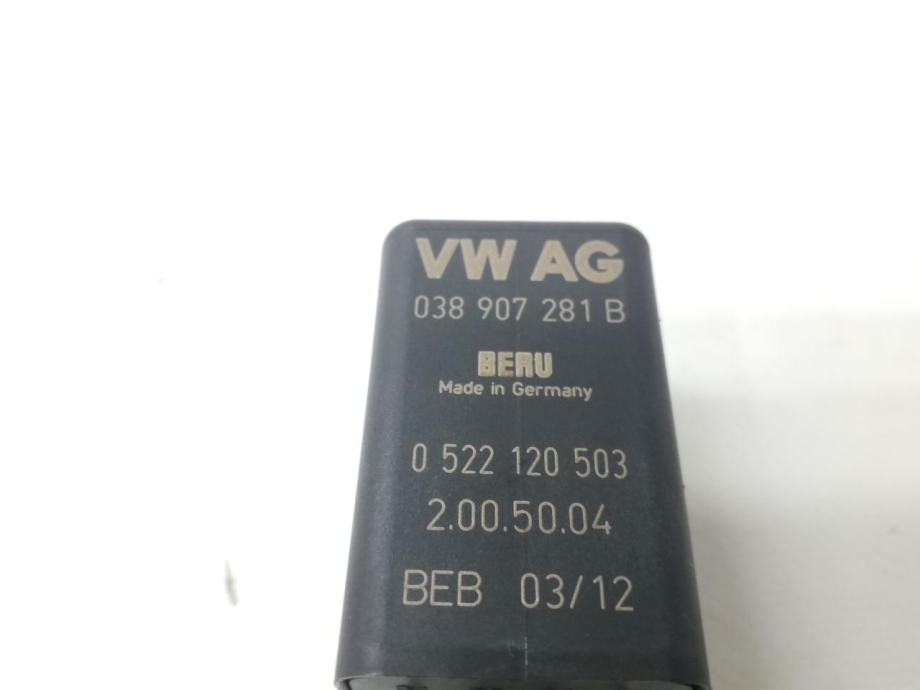 VW AG
038 907 281 B
BERU
Made in Germany
0 522 120 503
2.00.50.04
BEB 03/12